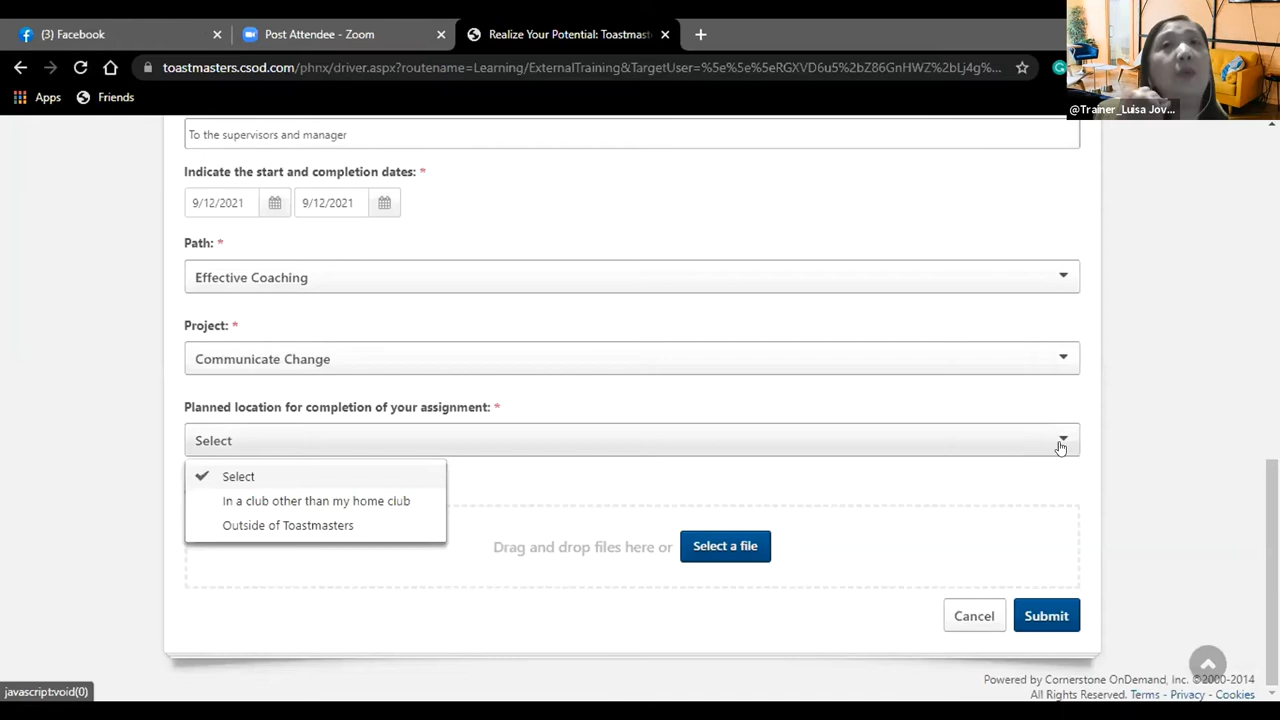 (3) Facebook
Post Attendee - Zoom
Realize Your Potential: Toastmaste
toastmasters.csod.com/phnx/driver.aspx?routename=Learning/ExternalTraining&TargetUser=%5e%5e%5eRGXVD6u5%2bZ86GnHWZ%2bLj4g%...
Apps
Friends
@Trainer_Luisa Jov...
To the supervisors and manager
Indicate the start and completion dates: *
9/12/2021 9/12/2021
Path: *
Effective Coaching
Project: *
Communicate Change
Planned location for completion of your assignment: *
Select
Select
In a club other than my home club
Outside of Toastmasters
Drag and drop files here or Select a file
Cancel Submit
Powered by Cornerstone OnDemand, Inc. ©2000-2014
All Rights Reserved. Terms - Privacy - Cookies
javascript:void(0)